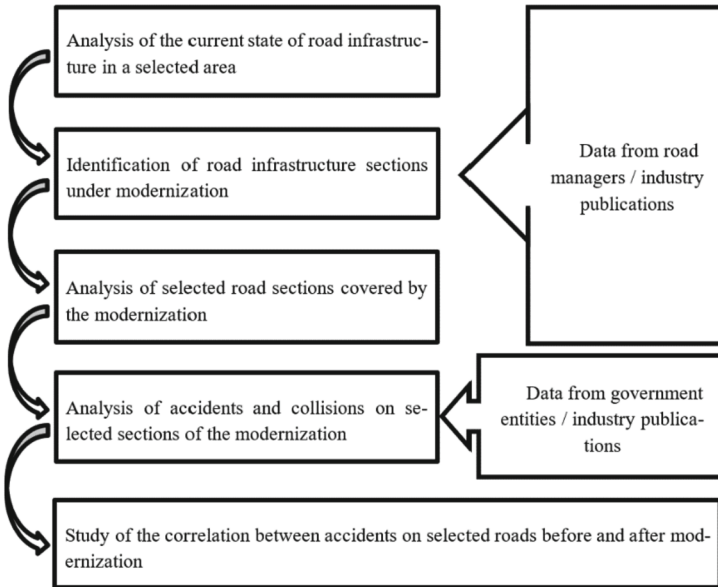 Analysis of the current state of road infrastruc-
ture in a selected area
Identification of road infrastructure sections
under modernization
Analysis of selected road sections covered by
the modernization
Analysis of accidents and collisions on se-
lected sections of the modernization
Study of the correlation between accidents on selected roads before and after mod-
ernization
Data from road
managers / industry
publications
Data from government
entities / industry publica-
tions